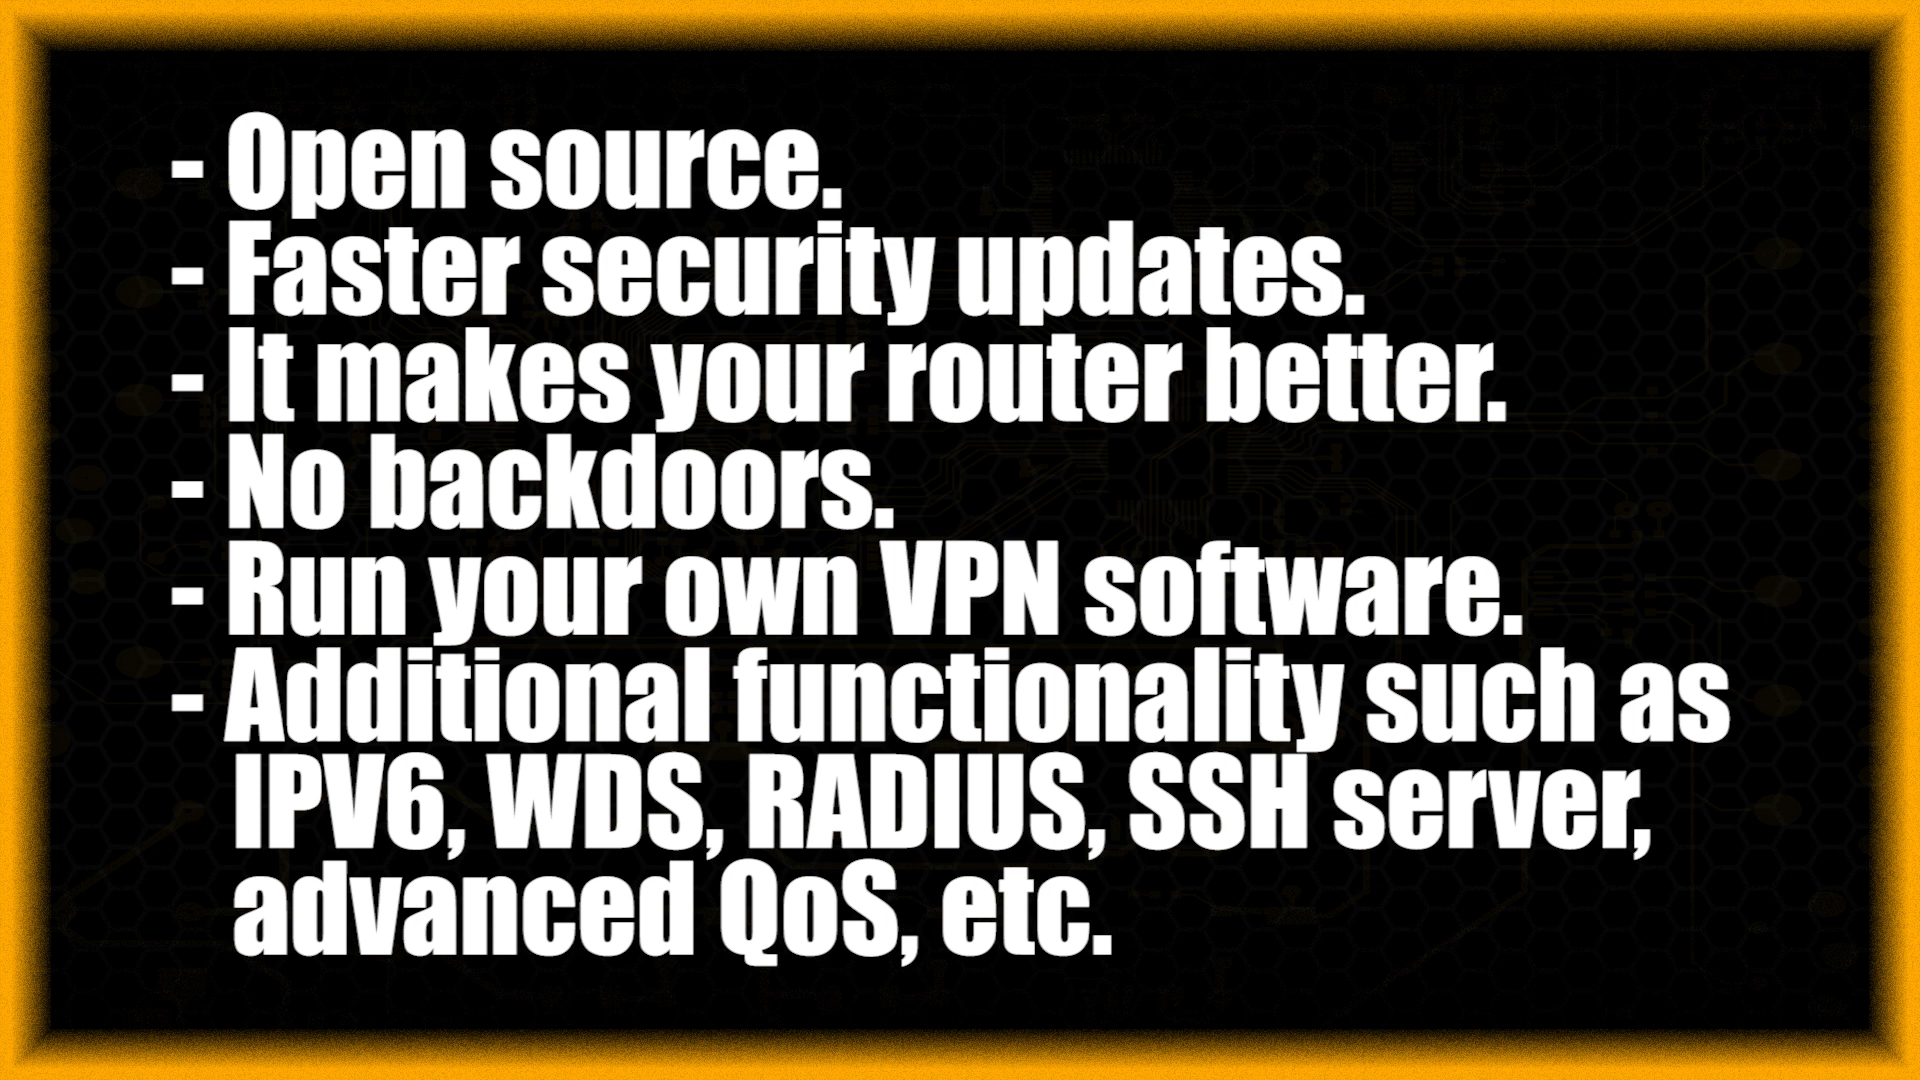 - Open source.
- Faster security updates.
- It makes your router better.
- No backdoors.
- Run your own VPN software.
- Additional functionality such as
IPV6, WDS, RADIUS, SSH server,
advanced QoS, etc.